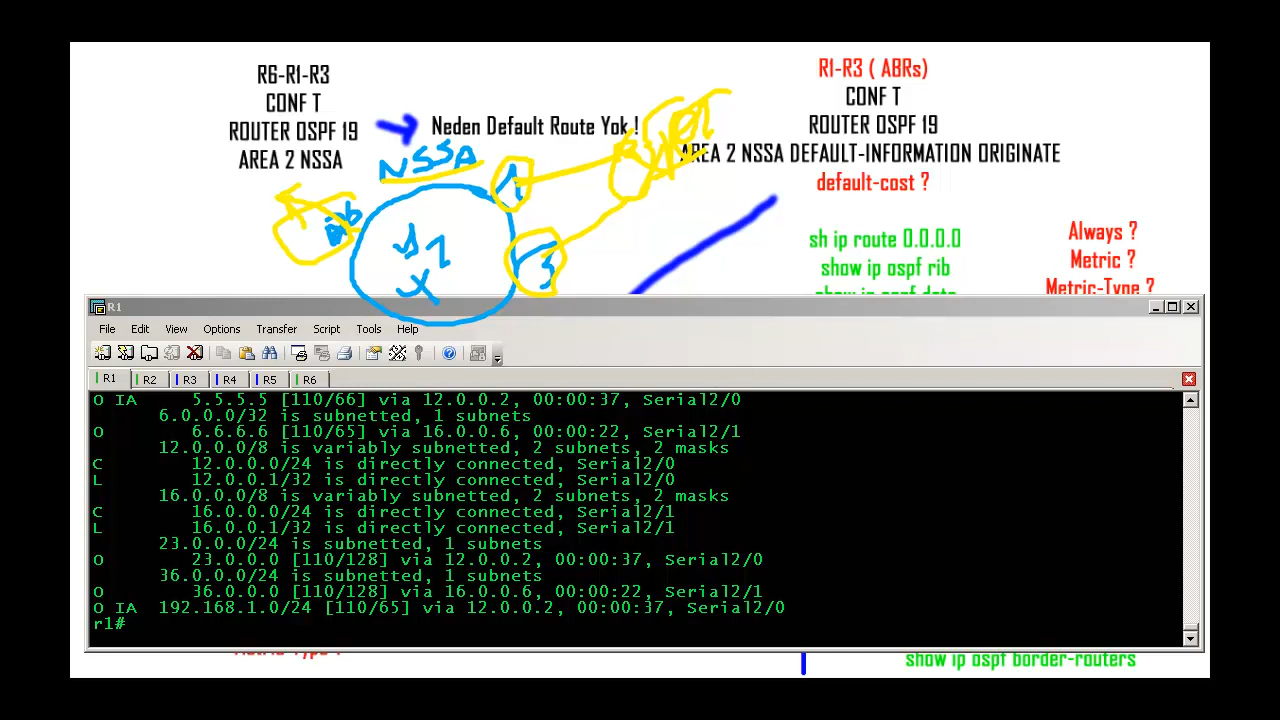 R6-R1-R3
CONF T
ROUTER OSPF 19
AREA 2 NSSA
Neden Default Route Yok !
NSSA
R1-R3 ( ABRs)
CONF T
ROUTER OSPF 19
AREA 2 NSSA DEFAULT-INFORMATION ORIGINATE
default-cost ?
sh ip route 0.0.0.0
show ip ospf rib
show ip ospf data
Always ?
Metric ?
Metric-Type ?
1
3
R1
File Edit View Options Transfer Script Tools Help
R1 R2 R3 R4 R5 R6
O IA 5.5.5.5 [110/66] via 12.0.0.2, 00:00:37, Serial2/0
6.0.0.0/32 is subnetted, 1 subnets
O 6.6.6.6 [110/65] via 16.0.0.6, 00:00:22, Serial2/1
12.0.0.0/8 is variably subnetted, 2 subnets, 2 masks
C 12.0.0.0/24 is directly connected, Serial2/0
L 12.0.0.1/32 is directly connected, Serial2/0
16.0.0.0/8 is variably subnetted, 2 subnets, 2 masks
C 16.0.0.0/24 is directly connected, Serial2/1
L 16.0.0.1/32 is directly connected, Serial2/1
23.0.0.0/24 is subnetted, 1 subnets
O 23.0.0.0 [110/128] via 12.0.0.2, 00:00:37, Serial2/0
36.0.0.0/24 is subnetted, 1 subnets
O 36.0.0.0 [110/128] via 16.0.0.6, 00:00:22, Serial2/1
O IA 192.168.1.0/24 [110/65] via 12.0.0.2, 00:00:37, Serial2/0
r1#
show ip ospf border-routers